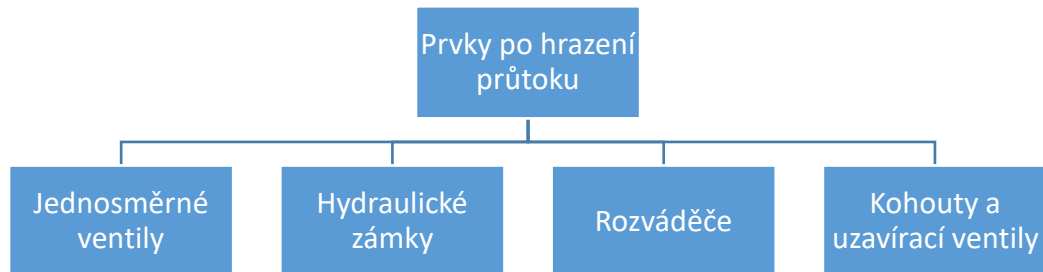 Prvky po hrazení
průtoku
Jednosměrné
ventily
Hydraulické
zámky
Rozváděče
Kohouty a
uzavírací ventily